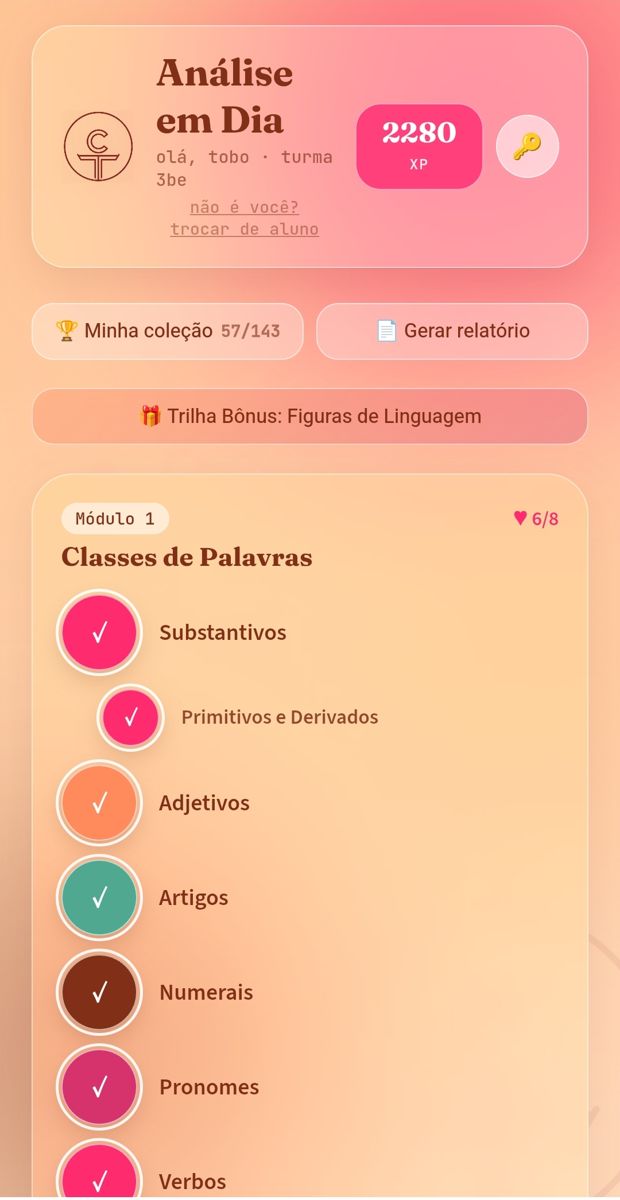 Análise
em Dia
olá, tobo · turma
3be
não é você?
trocar de aluno
2280
XP
🔑
🏆 Minha coleção 57/143
📄 Gerar relatório
🎁 Trilha Bônus: Figuras de Linguagem
Módulo 1
♥ 6/8
Classes de Palavras
✓ Substantivos
✓ Primitivos e Derivados
✓ Adjetivos
✓ Artigos
✓ Numerais
✓ Pronomes
✓ Verbos